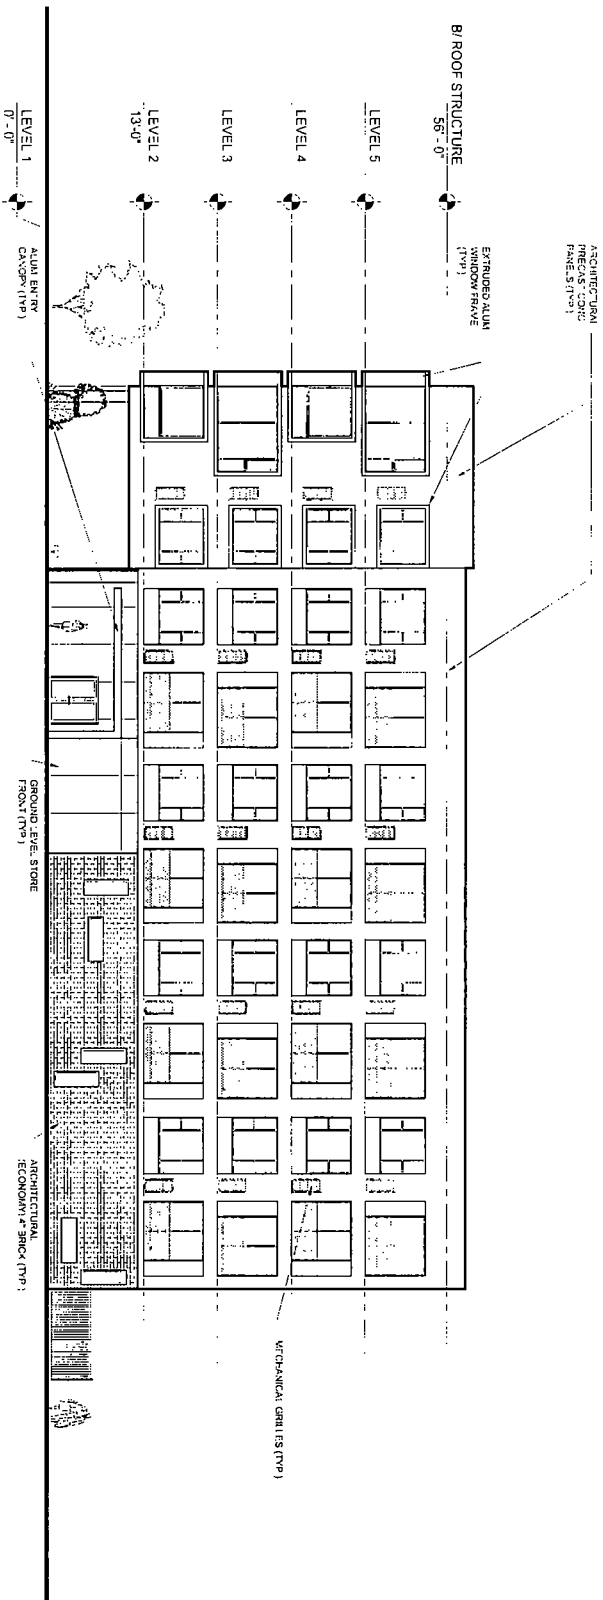 ARCHITECTURAL
PRECAST CONC
PANELS (TYP)
EXTRUDED ALUM
WINDOW FRAME
(TYP)
B/ ROOF STRUCTURE
56' - 0"
LEVEL 5
LEVEL 4
LEVEL 3
LEVEL 2
13'-0"
LEVEL 1
0' - 0"
ALUM ENTRY
CANOPY (TYP)
GROUND LEVEL STORE
FRONT (TYP)
ARCHITECTURAL
(ECONOMY) 4" BRICK (TYP)
MECHANICAL GRILLES (TYP)